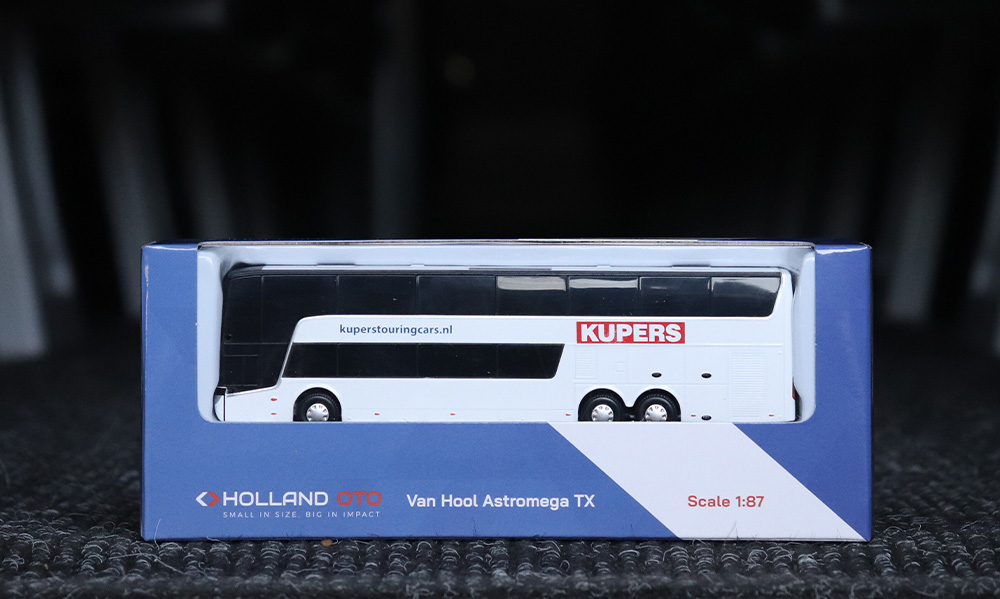 kuperstouringcars.nl
KUPERS
HOLLAND OTO
SMALL IN SIZE, BIG IN IMPACT
Van Hool Astromega TX
Scale 1:87